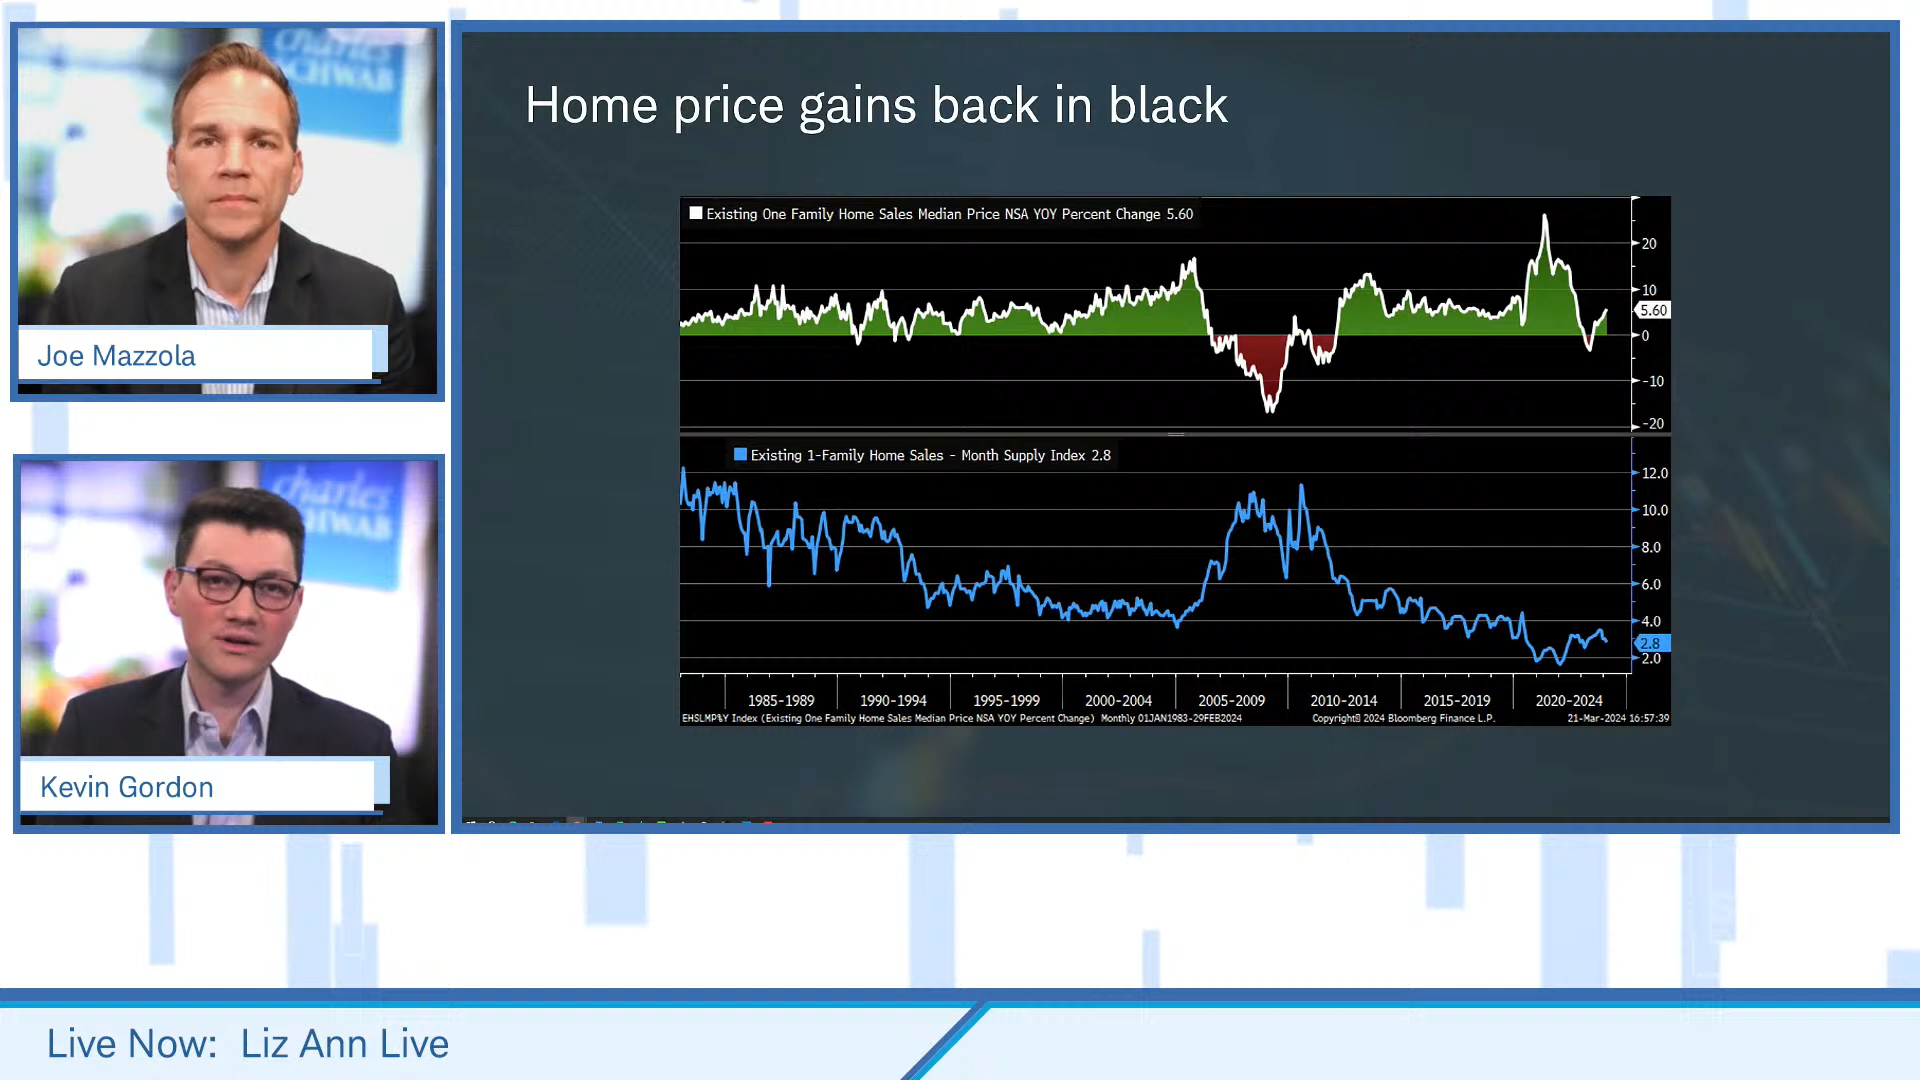 charles
SCHWAB
Joe Mazzola
charles
SCHWAB
Kevin Gordon
Home price gains back in black
Existing One Family Home Sales Median Price NSA YOY Percent Change 5.60
20
10
5.60
0
-10
-20
Existing 1-Family Home Sales - Month Supply Index 2.8
12.0
10.0
8.0
6.0
4.0
2.8
2.0
1985-1989 1990-1994 1995-1999 2000-2004 2005-2009 2010-2014 2015-2019 2020-2024
EHSLMP%Y Index (Existing One Family Home Sales Median Price NSA YOY Percent Change) Monthly 01JAN1983-29FEB2024 Copyright© 2024 Bloomberg Finance L.P. 21-Mar-2024 16:57:39
Live Now: Liz Ann Live